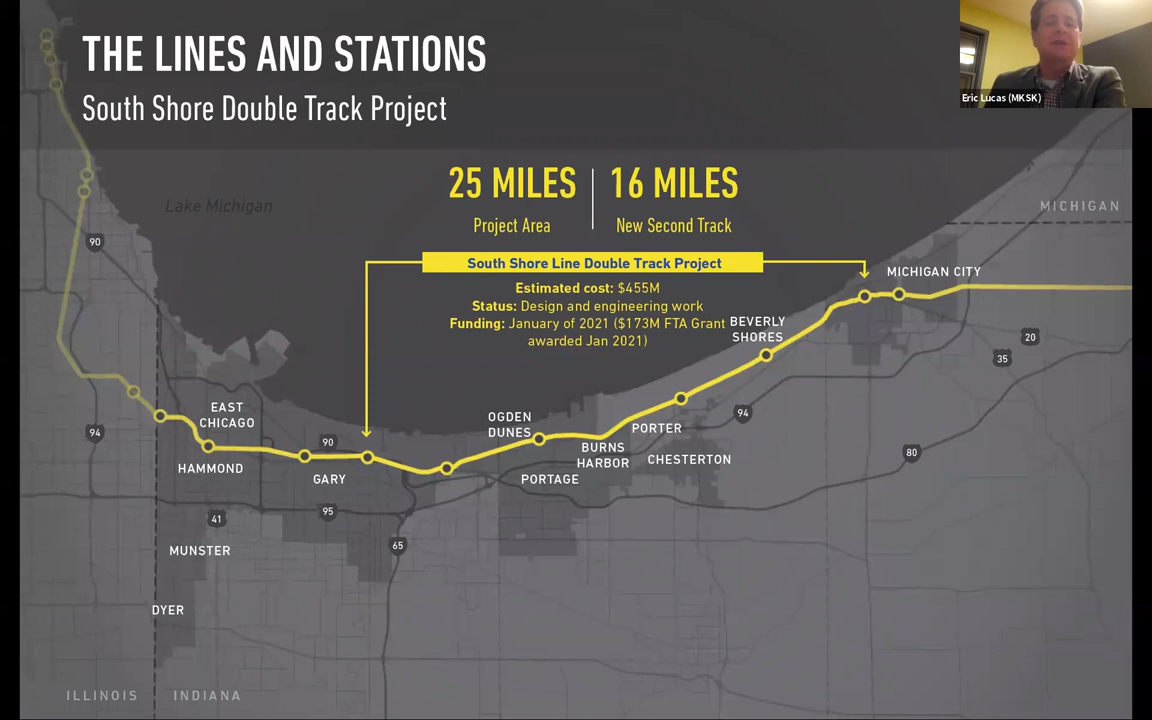 THE LINES AND STATIONS
South Shore Double Track Project
Eric Lucas (MKSK)
25 MILES
Project Area
16 MILES
New Second Track
Lake Michigan
MICHIGAN
90
South Shore Line Double Track Project
Estimated cost: $455M
Status: Design and engineering work
Funding: January of 2021 ($173M FTA Grant
awarded Jan 2021)
MICHIGAN CITY
BEVERLY
SHORES
20
35
EAST
CHICAGO
94
HAMMOND
90
GARY
95
OGDEN
DUNES
PORTAGE
BURNS
HARBOR
PORTER
CHESTERTON
94
80
41
65
MUNSTER
DYER
ILLINOIS
INDIANA